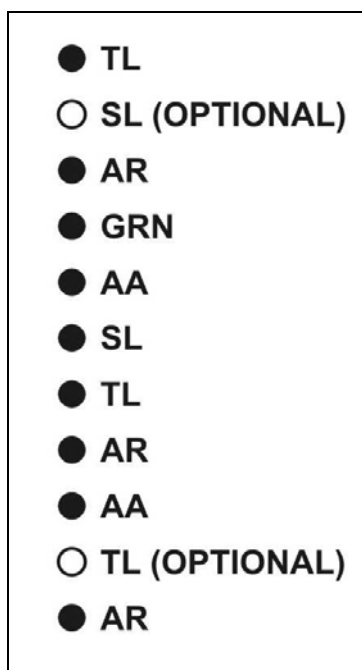 TL
SL (OPTIONAL)
AR
GRN
AA
SL
TL
AR
AA
TL (OPTIONAL)
AR